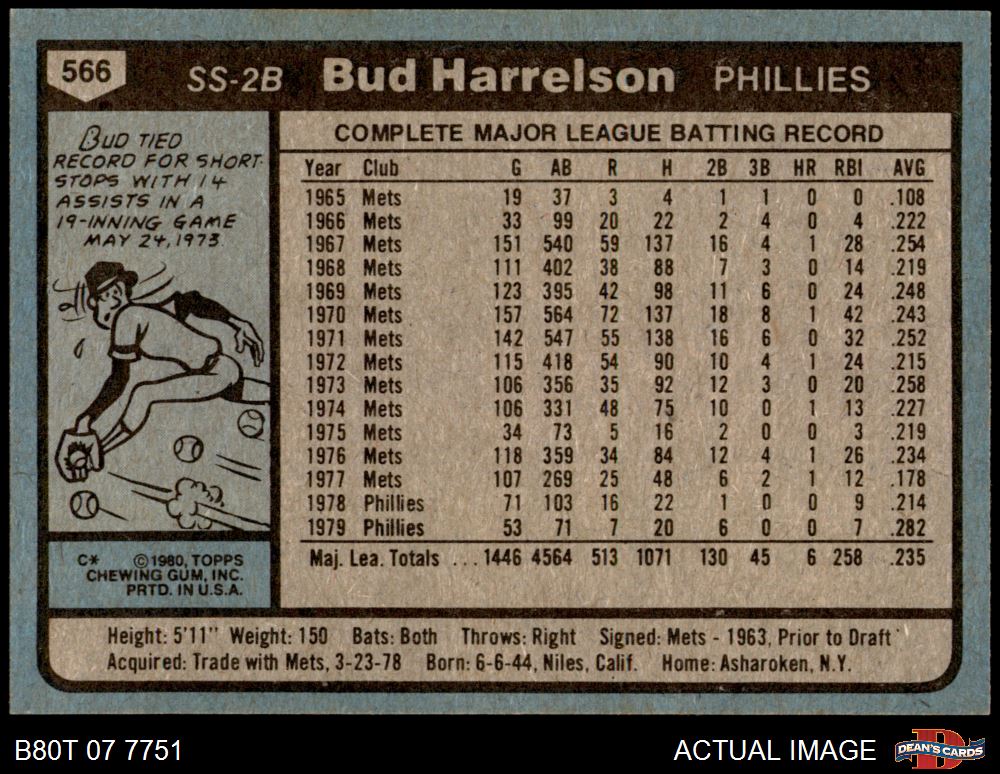 566 SS-2B Bud Harrelson PHILLIES
BUD TIED
RECORD FOR SHORT-
STOPS WITH 14
ASSISTS IN A
19-INNING GAME
MAY 24, 1973
C* ©1980, TOPPS
CHEWING GUM, INC.
PRTD. IN U.S.A.
COMPLETE MAJOR LEAGUE BATTING RECORD
Year Club G AB R H 2B 3B HR RBI AVG
1965 Mets 19 37 3 4 1 1 0 0 .108
1966 Mets 33 99 20 22 2 4 0 4 .222
1967 Mets 151 540 59 137 16 4 1 28 .254
1968 Mets 111 402 38 88 7 3 0 14 .219
1969 Mets 123 395 42 98 11 6 0 24 .248
1970 Mets 157 564 72 137 18 8 1 42 .243
1971 Mets 142 547 55 138 16 6 0 32 .252
1972 Mets 115 418 54 90 10 4 1 24 .215
1973 Mets 106 356 35 92 12 3 0 20 .258
1974 Mets 106 331 48 75 10 0 1 13 .227
1975 Mets 34 73 5 16 2 0 0 3 .219
1976 Mets 118 359 34 84 12 4 1 26 .234
1977 Mets 107 269 25 48 6 2 1 12 .178
1978 Phillies 71 103 16 22 1 0 0 9 .214
1979 Phillies 53 71 7 20 6 0 0 7 .282
Maj. Lea. Totals ... 1446 4564 513 1071 130 45 6 258 .235
Height: 5'11" Weight: 150 Bats: Both Throws: Right Signed: Mets - 1963, Prior to Draft
Acquired: Trade with Mets, 3-23-78 Born: 6-6-44, Niles, Calif. Home: Asharoken, N.Y.
B80T 07 7751 ACTUAL IMAGE D DEAN'S CARDS